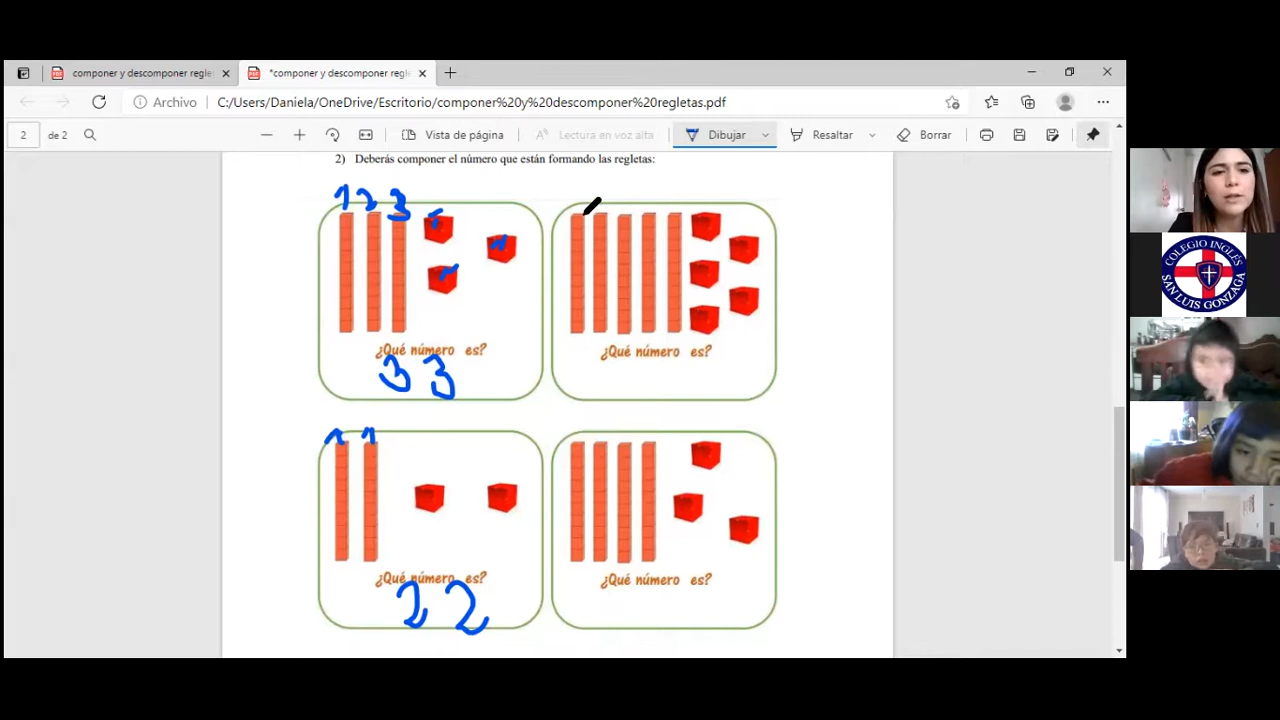 componer y descomponer regle
*componer y descomponer regle
Archivo
C:/Users/Daniela/OneDrive/Escritorio/componer%20y%20descomponer%20regletas.pdf
2
de 2
Vista de página
Lectura en voz alta
Dibujar
Resaltar
Borrar
2) Deberás componer el número que están formando las regletas:
1 2 3
¿Qué número es?
3 3
¿Qué número es?
1 1
¿Qué número es?
2 2
¿Qué número es?
COLEGIO INGLÉS
SAN LUIS GONZAGA